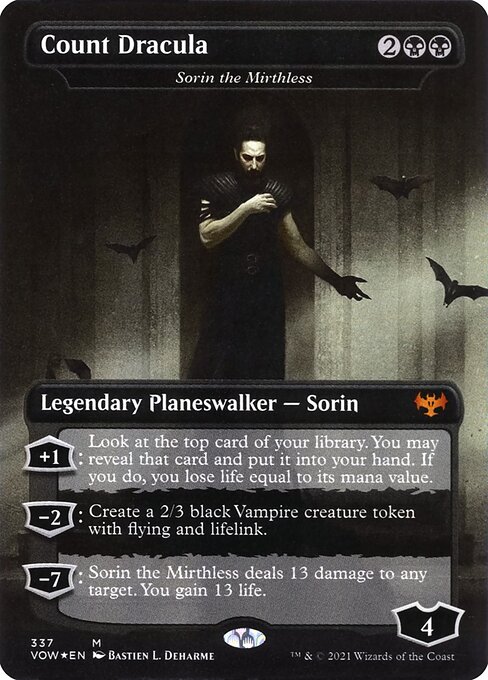 Count Dracula 2
Sorin the Mirthless
Legendary Planeswalker — Sorin
+1: Look at the top card of your library. You may
reveal that card and put it into your hand. If
you do, you lose life equal to its mana value.
−2: Create a 2/3 black Vampire creature token
with flying and lifelink.
−7: Sorin the Mirthless deals 13 damage to any
target. You gain 13 life.
4
337 M
VOW★EN Bastien L. Deharme
™ & © 2021 Wizards of the Coast